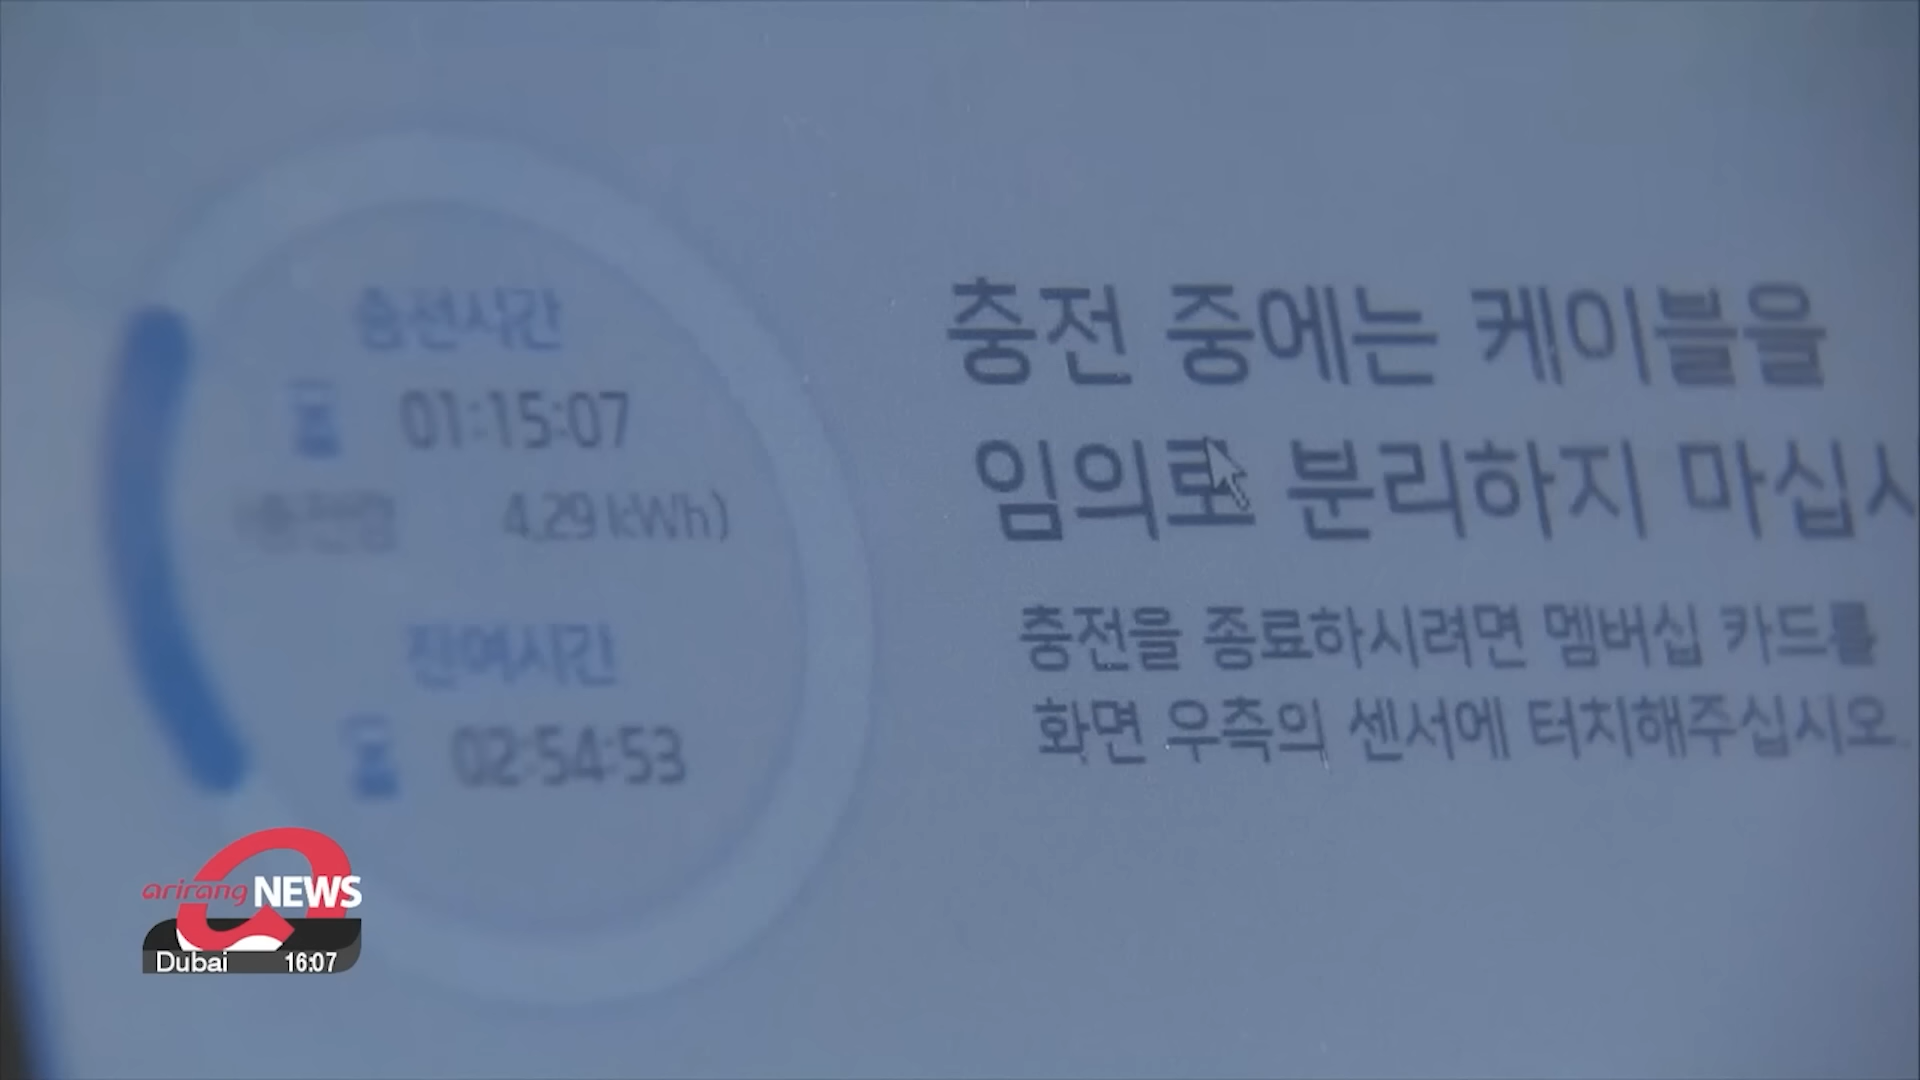 충전시간
01:15:07
4.29 kWh)
잔여시간
02:54:53
충전 중에는 케이블을
임의로 분리하지 마십시
충전을 종료하시려면 멤버십 카드를
화면 우측의 센서에 터치해주십시오.
arirang NEWS
Dubai 16:07